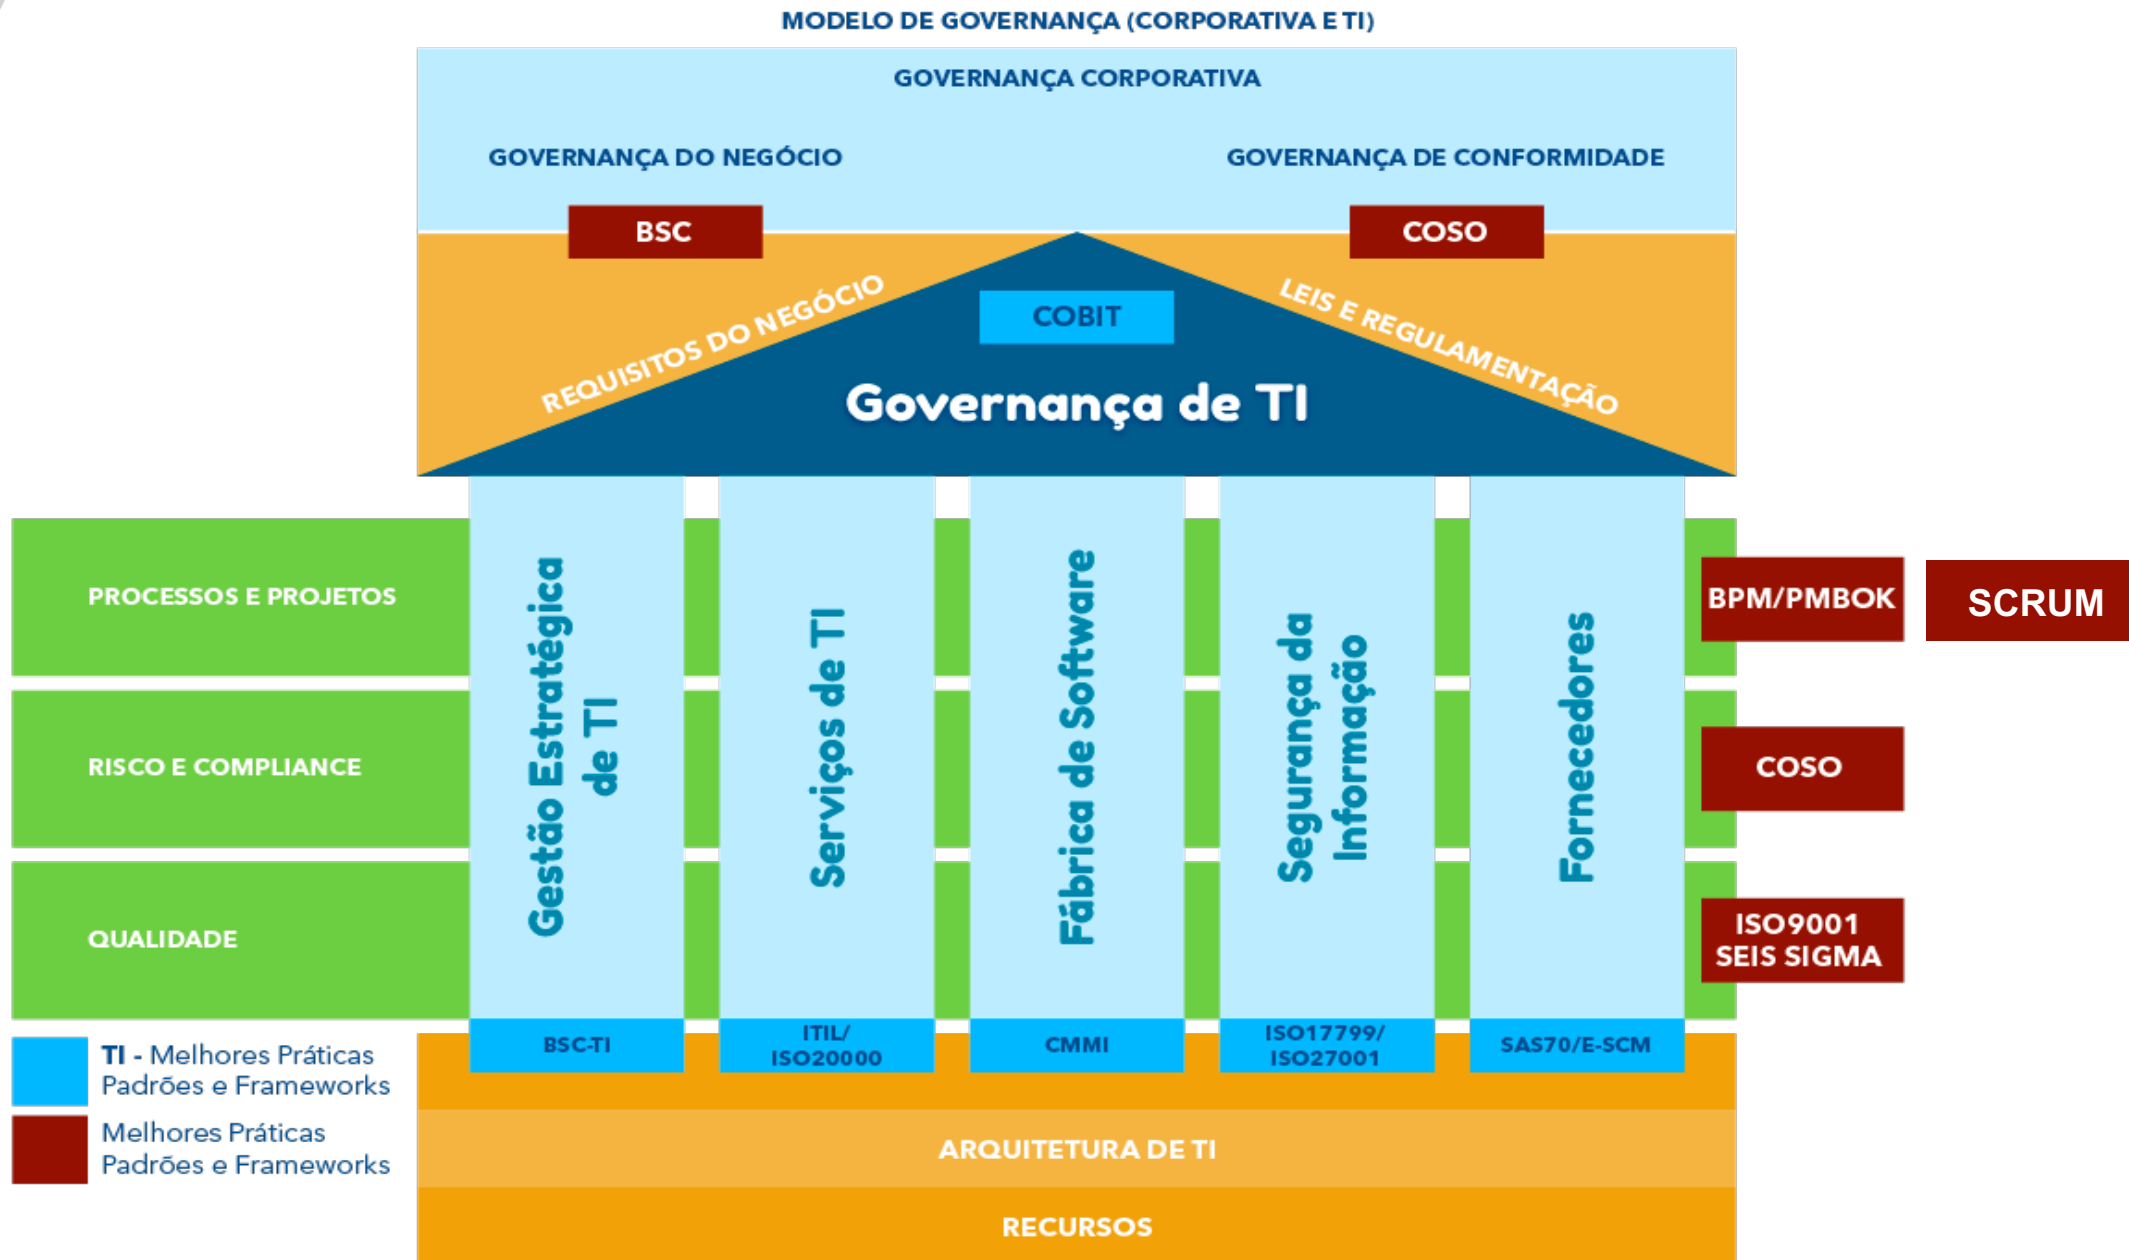 MODELO DE GOVERNANÇA (CORPORATIVA E TI)
GOVERNANÇA CORPORATIVA
GOVERNANÇA DO NEGÓCIO
GOVERNANÇA DE CONFORMIDADE
BSC
COSO
REQUISITOS DO NEGÓCIO
COBIT
LEIS E REGULAMENTAÇÃO
Governança de TI
PROCESSOS E PROJETOS
RISCO E COMPLIANCE
QUALIDADE
Gestão Estratégica
de TI
Serviços de TI
Fábrica de Software
Segurança da
Informação
Fornecedores
BPM/PMBOK
SCRUM
COSO
ISO9001
SEIS SIGMA
BSC-TI
ITIL/
ISO20000
CMMI
ISO17799/
ISO27001
SAS70/E-SCM
TI - Melhores Práticas
Padrões e Frameworks
Melhores Práticas
Padrões e Frameworks
ARQUITETURA DE TI
RECURSOS